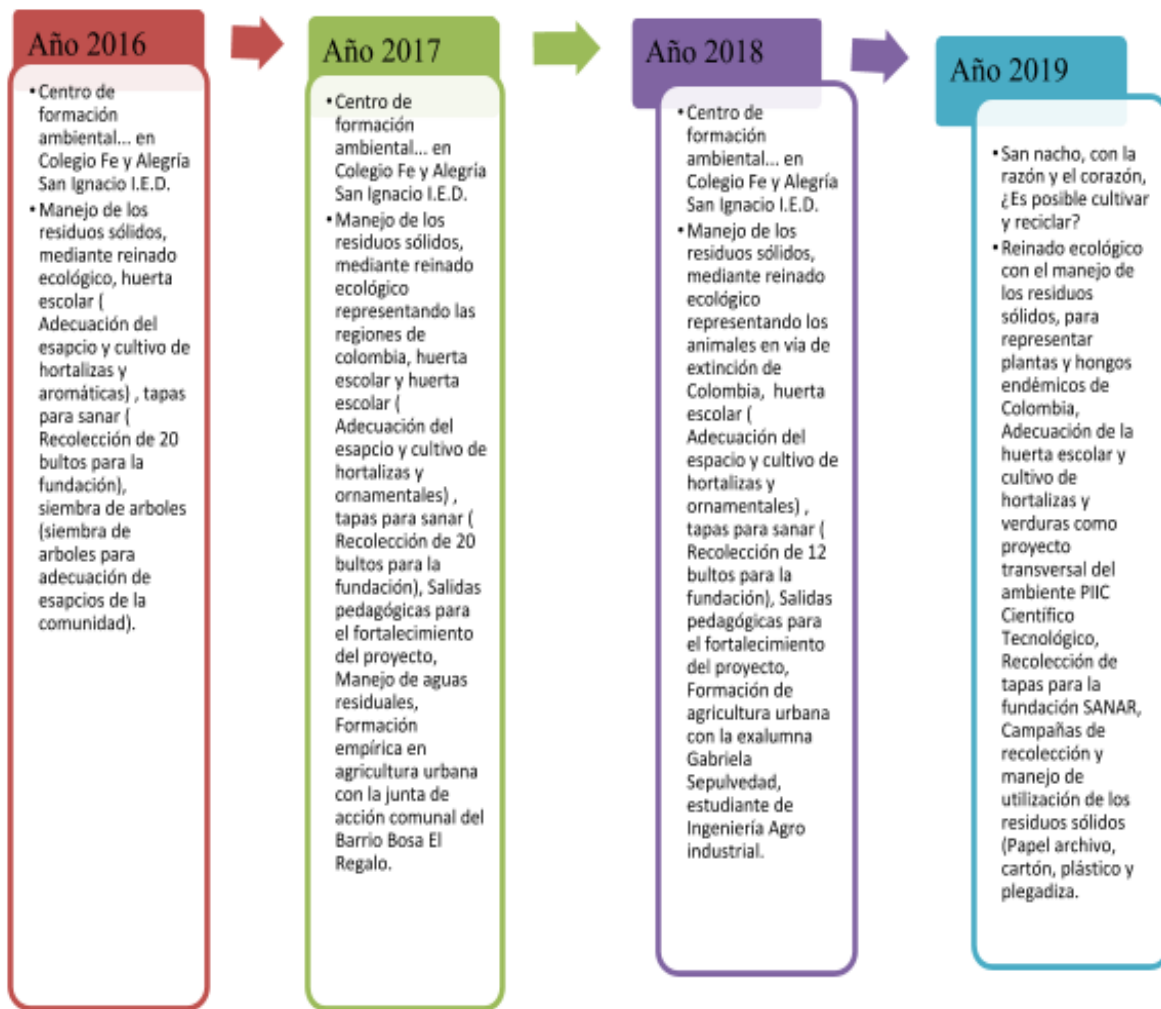 Año 2016
• Centro de
formación
ambiental... en
Colegio Fe y Alegría
San Ignacio I.E.D.
• Manejo de los
residuos sólidos,
mediante reinado
ecológico, huerta
escolar (
Adecuación del
esapcio y cultivo de
hortalizas y
aromáticas) , tapas
para sanar (
Recolección de 20
bultos para la
fundación),
siembra de arboles
(siembra de
arboles para
adecuación de
esapcios de la
comunidad).
Año 2017
• Centro de
formación
ambiental... en
Colegio Fe y Alegría
San Ignacio I.E.D.
• Manejo de los
residuos sólidos,
mediante reinado
ecológico
representando las
regiones de
colombia, huerta
escolar y huerta
escolar (
Adecuación del
esapcio y cultivo de
hortalizas y
ornamentales) ,
tapas para sanar (
Recolección de 20
bultos para la
fundación), Salidas
pedagógicas para
el fortalecimiento
del proyecto,
Manejo de aguas
residuales,
Formación
empírica en
agricultura urbana
con la junta de
acción comunal del
Barrio Bosa El
Regalo.
Año 2018
• Centro de
formación
ambiental... en
Colegio Fe y Alegría
San Ignacio I.E.D.
• Manejo de los
residuos sólidos,
mediante reinado
ecológico
representando los
animales en via de
extinción de
Colombia, huerta
escolar (
Adecuación del
espacio y cultivo de
hortalizas y
ornamentales) ,
tapas para sanar (
Recolección de 12
bultos para la
fundación), Salidas
pedagógicas para
el fortalecimiento
del proyecto,
Formación de
agricultura urbana
con la exalumna
Gabriela
Sepulvedad,
estudiante de
Ingeniería Agro
industrial.
Año 2019
• San nacho, con la
razón y el corazón,
¿Es posible cultivar
y reciclar?
• Reinado ecológico
con el manejo de
los residuos
sólidos, para
representar
plantas y hongos
endémicos de
Colombia,
Adecuación de la
huerta escolar y
cultivo de
hortalizas y
verduras como
proyecto
transversal del
ambiente PIIC
Científico
Tecnológico,
Recolección de
tapas para la
fundación SANAR,
Campañas de
recolección y
manejo de
utilización de los
residuos sólidos
(Papel archivo,
cartón, plástico y
plegadiza.